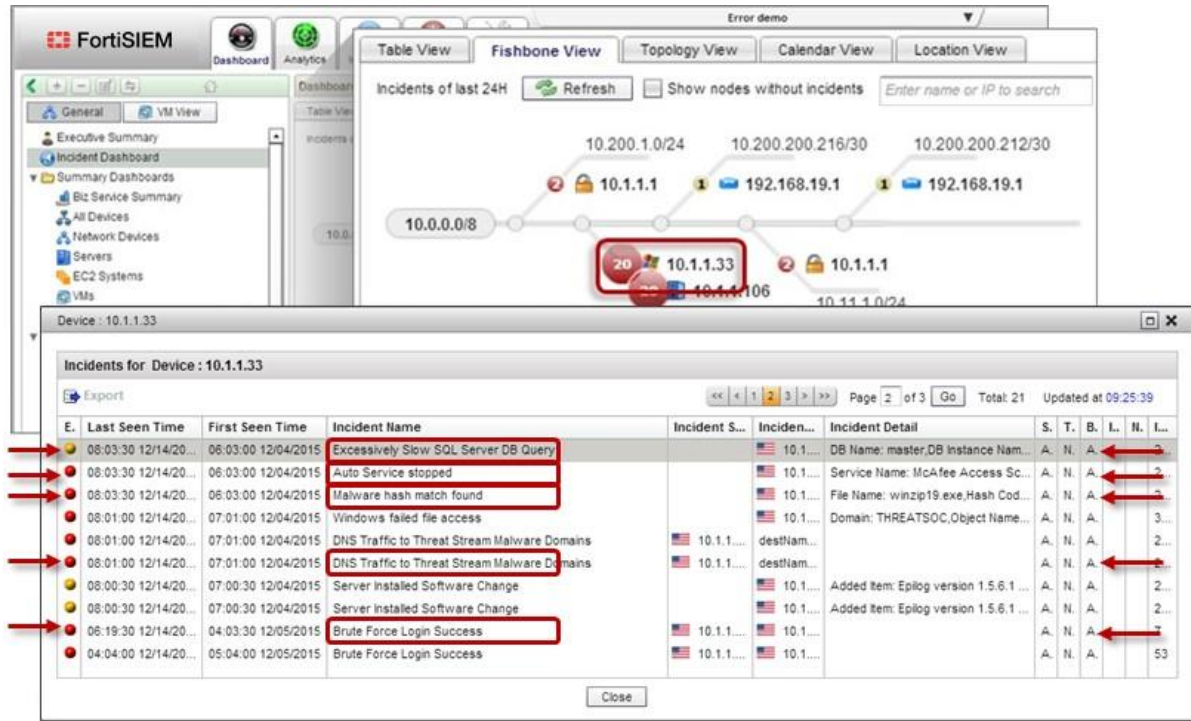 Error demo
FortiSIEM
Dashboard
Analytics
Table View
Fishbone View
Topology View
Calendar View
Location View
Incidents of last 24H
Refresh
Show nodes without incidents
Enter name or IP to search
General
VM View
Executive Summary
Incident Dashboard
Summary Dashboards
Biz Service Summary
All Devices
Network Devices
Servers
EC2 Systems
VMs
10.200.1.0/24
10.200.200.216/30
10.200.200.212/30
2 10.1.1.1
1 192.168.19.1
1 192.168.19.1
10.0.0.0/8
20 10.1.1.33
2 10.1.1.1
10.1.1.106
10.11.1.0/24
Device : 10.1.1.33
Incidents for Device : 10.1.1.33
Export
<< < 1 2 3 > >> Page 2 of 3 Go Total: 21 Updated at 09:25:39
E. Last Seen Time First Seen Time Incident Name Incident S... Inciden... Incident Detail S. T. B. I.. N. I...
08:03:30 12/14/20... 06:03:00 12/04/2015 Excessively Slow SQL Server DB Query 10.1... DB Name: master,DB Instance Nam... A. N. A.
08:03:30 12/14/20... 06:03:00 12/04/2015 Auto Service stopped 10.1... Service Name: McAfee Access Sc... A. N. A. 2...
08:03:30 12/14/20... 06:03:00 12/04/2015 Malware hash match found 10.1... File Name: winzip19.exe,Hash Cod... A. N. A.
08:01:00 12/14/20... 07:01:00 12/04/2015 Windows failed file access 10.1... Domain: THREATSOC,Object Name... A. N. A. 3...
08:01:00 12/14/20... 07:01:00 12/04/2015 DNS Traffic to Threat Stream Malware Domains 10.1.1.... destNam... A. N. A. 2...
08:01:00 12/14/20... 07:01:00 12/04/2015 DNS Traffic to Threat Stream Malware Domains 10.1.1.... destNam... A. N. A.
08:00:30 12/14/20... 07:00:30 12/04/2015 Server Installed Software Change 10.1... Added Item: Epilog version 1.5.6.1 ... A. N. A. 2...
08:00:30 12/14/20... 07:00:30 12/04/2015 Server Installed Software Change 10.1... Added Item: Epilog version 1.5.6.1 ... A. N. A. 2...
06:19:30 12/14/20... 04:03:30 12/05/2015 Brute Force Login Success 10.1.1.... 10.1... A. N. A.
04:04:00 12/14/20... 05:04:00 12/05/2015 Brute Force Login Success 10.1.1.... 10.1... A. N. A. 53
Close